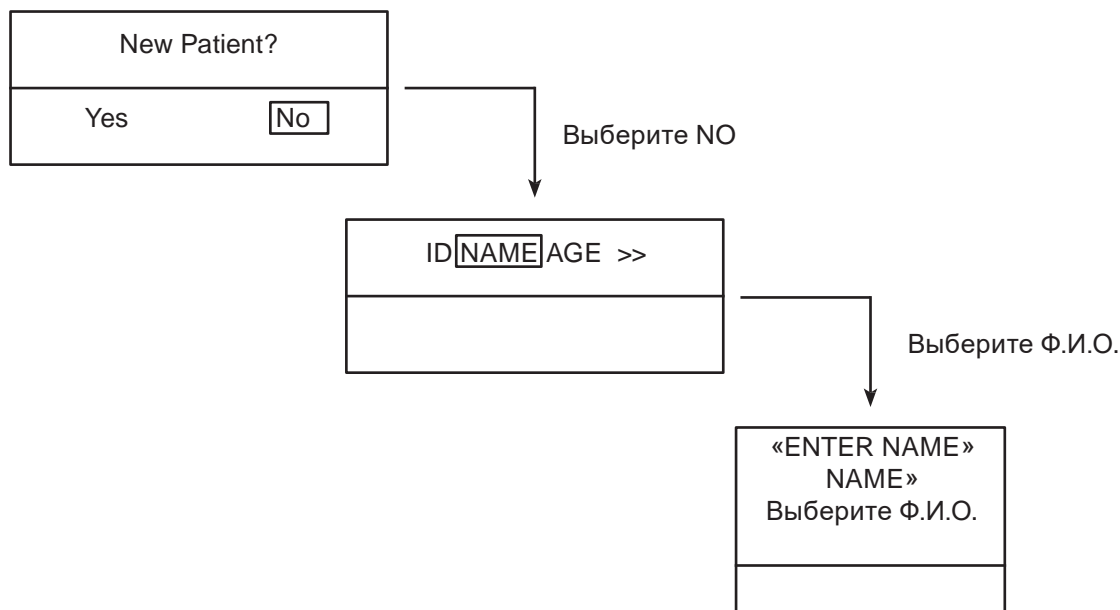 New Patient?
Yes No
Выберите NO
ID NAME AGE >>
Выберите Ф.И.О.
«ENTER NAME»
NAME»
Выберите Ф.И.О.